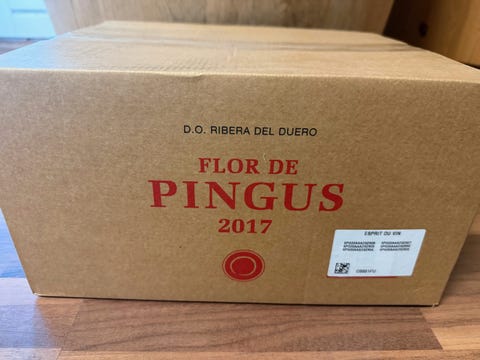 D.O. RIBERA DEL DUERO
FLOR DE
PINGUS
2017
ESPRIT DU VIN